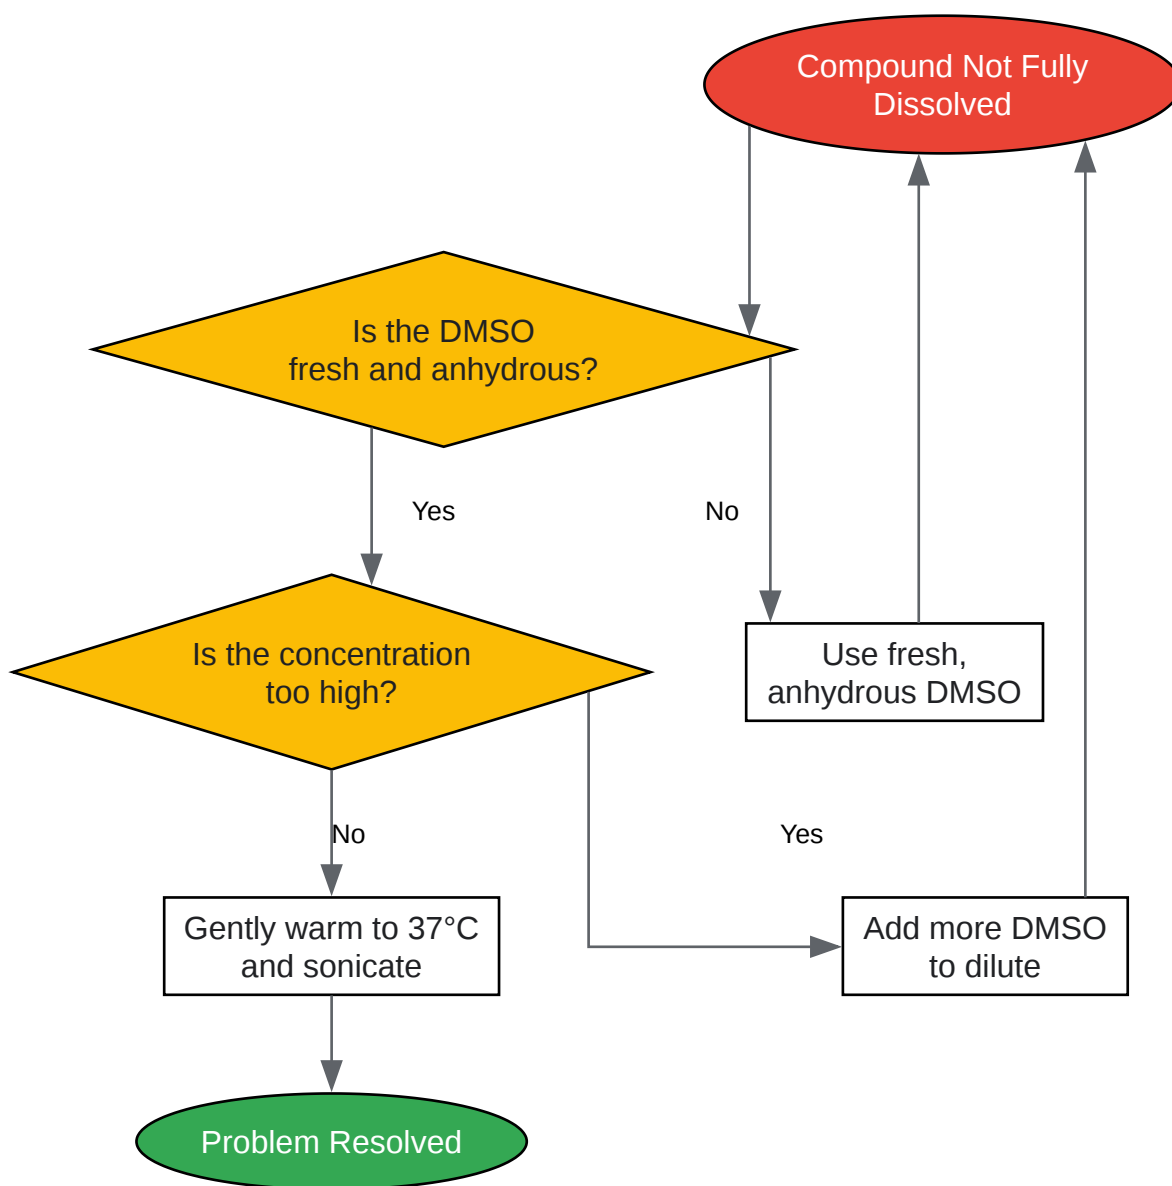 Compound Not Fully
Dissolved
Is the DMSO
fresh and anhydrous?
Yes
No
Is the concentration
too high?
Use fresh,
anhydrous DMSO
No
Yes
Gently warm to 37°C
and sonicate
Add more DMSO
to dilute
Problem Resolved